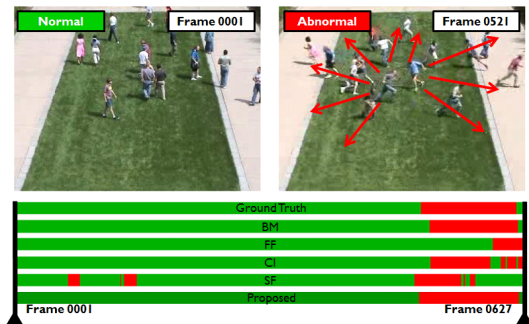 Normal
Frame 0001
Abnormal
Frame 0521
Ground Truth
BM
FF
CI
SF
Proposed
Frame 0001
Frame 0627